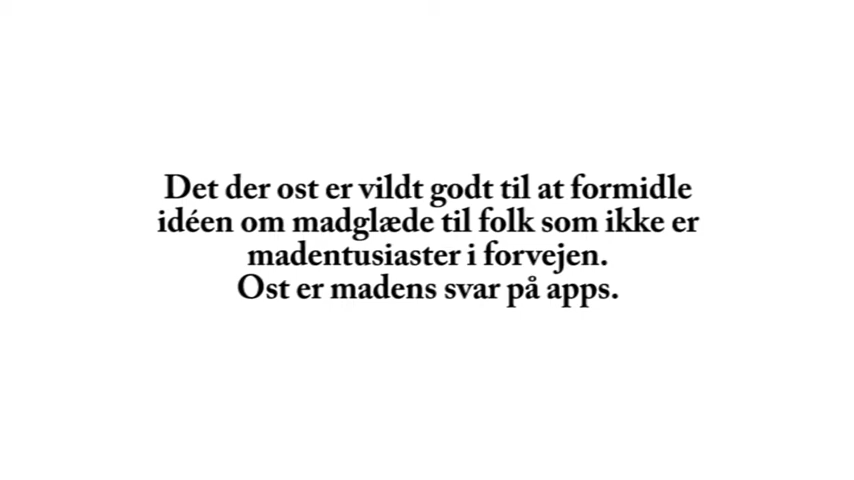 Det der ost er vildt godt til at formidle
idéen om madglæde til folk som ikke er
madentusiaster i forvejen.
Ost er madens svar på apps.